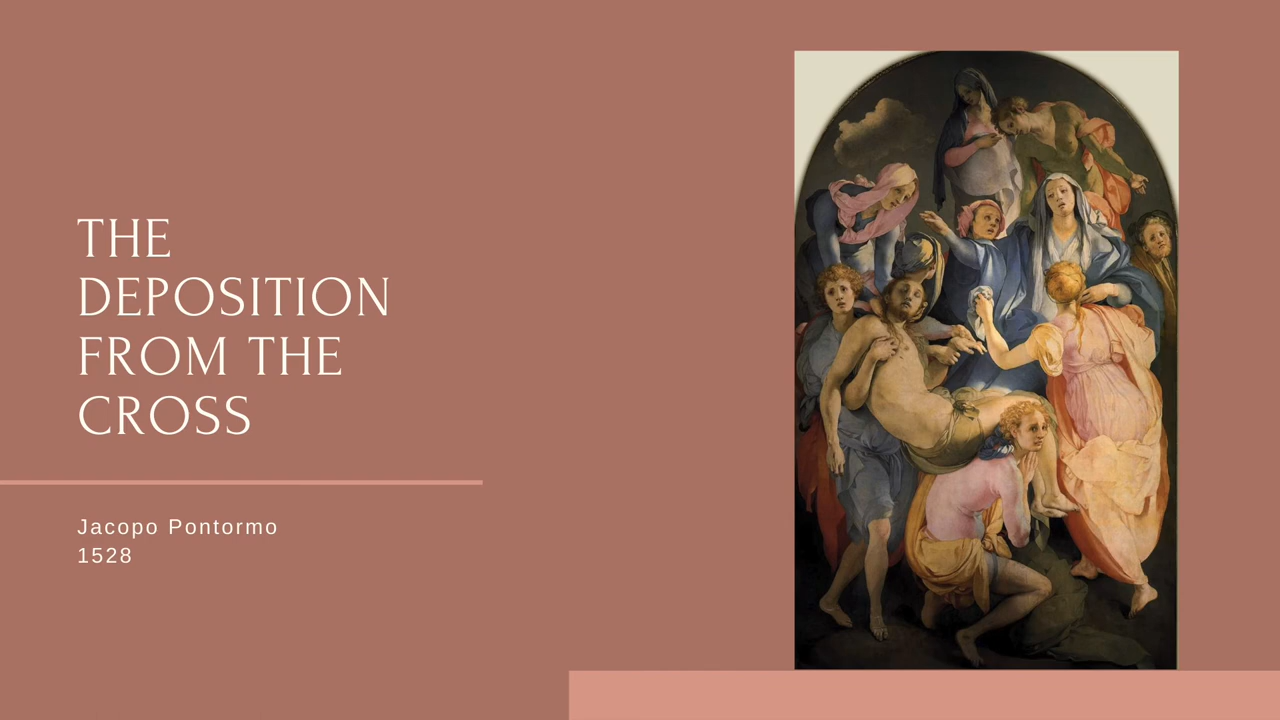 THE
DEPOSITION
FROM THE
CROSS
Jacopo Pontormo
1528